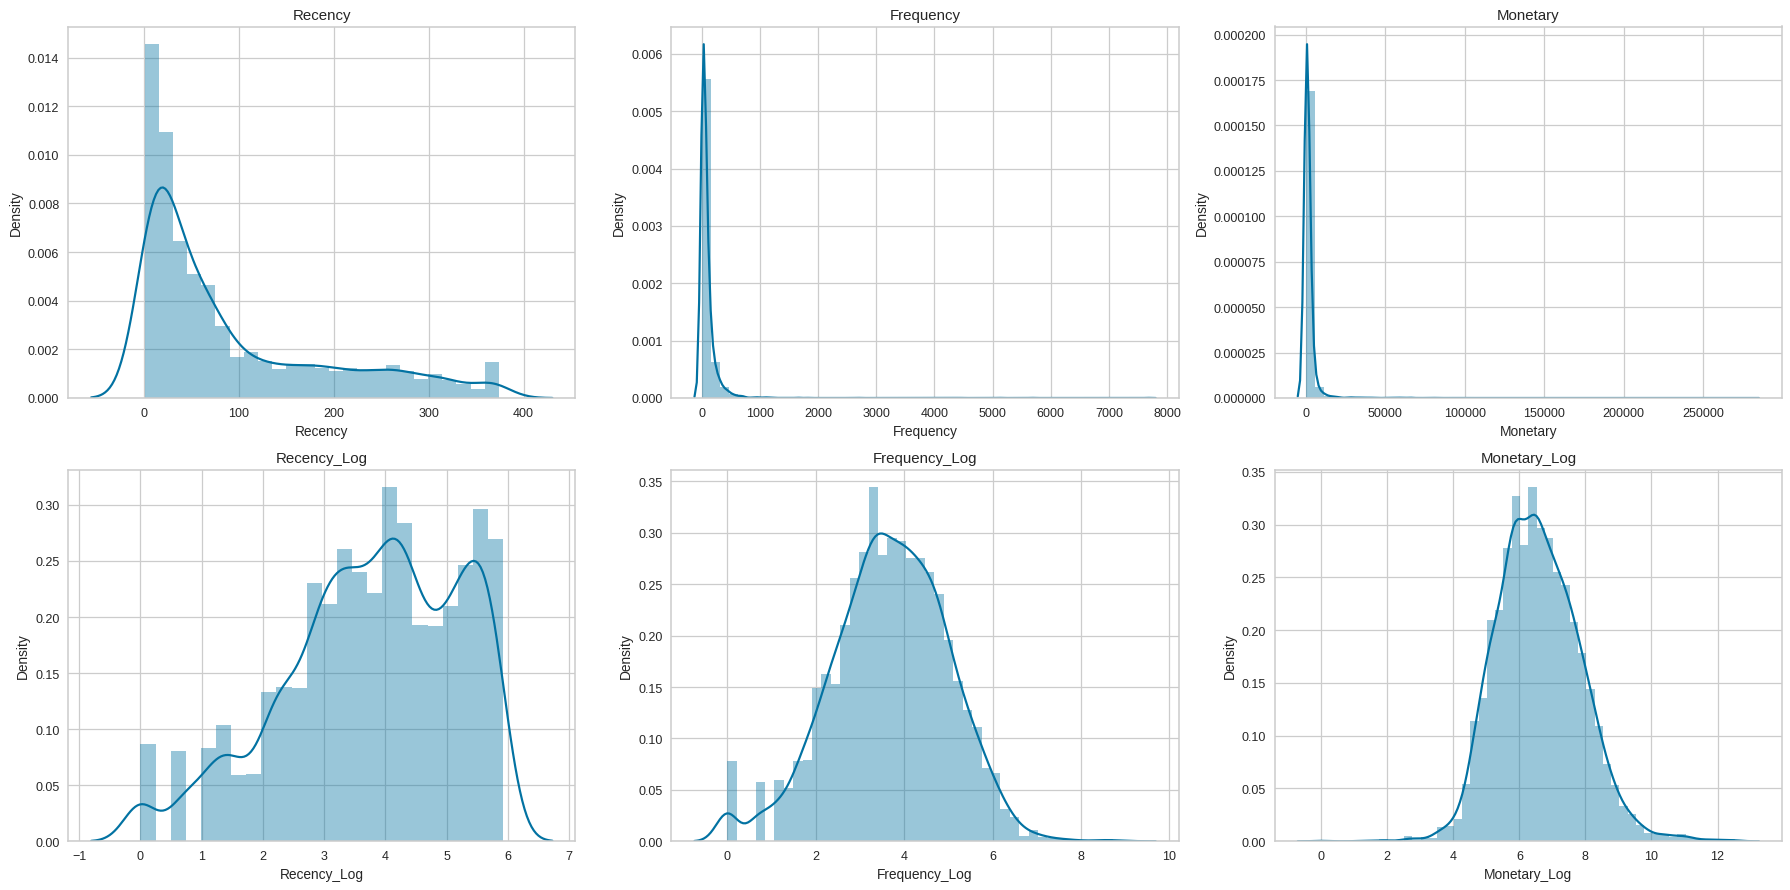 Recency
Density
0.014
0.012
0.010
0.008
0.006
0.004
0.002
0.000
0 100 200 300 400
Recency
Frequency
Density
0.006
0.005
0.004
0.003
0.002
0.001
0.000
0 1000 2000 3000 4000 5000 6000 7000 8000
Frequency
Monetary
Density
0.000200
0.000175
0.000150
0.000125
0.000100
0.000075
0.000050
0.000025
0.000000
0 50000 100000 150000 200000 250000
Monetary
Recency_Log
Density
0.30
0.25
0.20
0.15
0.10
0.05
0.00
−1 0 1 2 3 4 5 6 7
Recency_Log
Frequency_Log
Density
0.35
0.30
0.25
0.20
0.15
0.10
0.05
0.00
0 2 4 6 8 10
Frequency_Log
Monetary_Log
Density
0.35
0.30
0.25
0.20
0.15
0.10
0.05
0.00
0 2 4 6 8 10 12
Monetary_Log